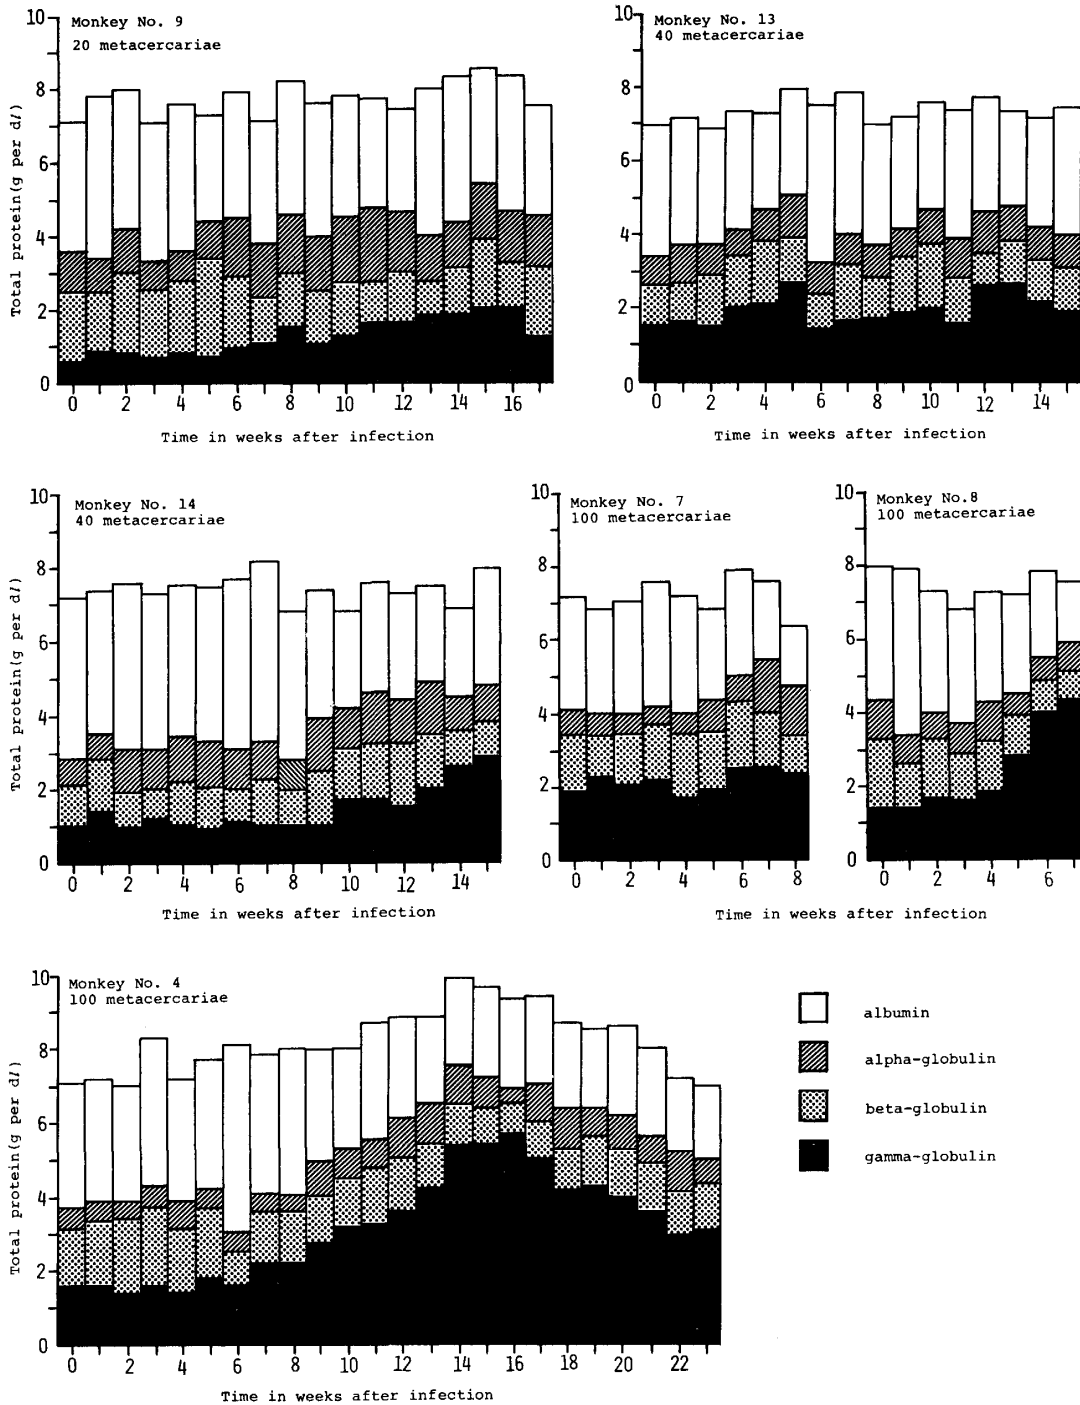 Monkey No. 9
20 metacercariae
Total protein(g per dl)
10
8
6
4
2
0
0 2 4 6 8 10 12 14 16
Time in weeks after infection
Monkey No. 13
40 metacercariae
10
8
6
4
2
0
0 2 4 6 8 10 12 14
Time in weeks after infection
Monkey No. 14
40 metacercariae
Total protein(g per dl)
10
8
6
4
2
0
0 2 4 6 8 10 12 14
Time in weeks after infection
Monkey No. 7
100 metacercariae
10
8
6
4
2
0
0 2 4 6 8
Monkey No.8
100 metacercariae
10
8
6
4
2
0
0 2 4 6
Time in weeks after infection
Monkey No. 4
100 metacercariae
Total protein(g per dl)
10
8
6
4
2
0
0 2 4 6 8 10 12 14 16 18 20 22
Time in weeks after infection
albumin
alpha-globulin
beta-globulin
gamma-globulin